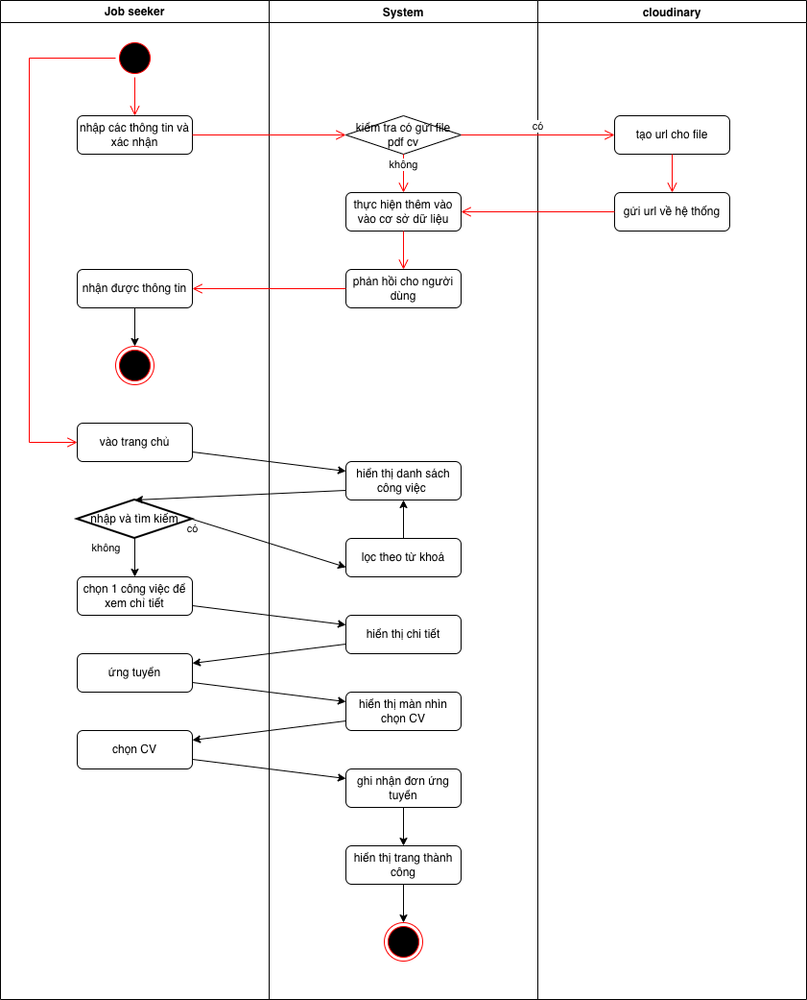 Job seeker
System
cloudinary
nhập các thông tin và
xác nhận
kiểm tra có gửi file
pdf cv
có
tạo url cho file
không
thực hiện thêm vào
vào cơ sở dữ liệu
gửi url về hệ thống
nhận được thông tin
phản hồi cho người
dùng
vào trang chủ
hiển thị danh sách
công việc
nhập và tìm kiếm
có
không
lọc theo từ khoá
chọn 1 công việc để
xem chi tiết
hiển thị chi tiết
ứng tuyển
hiển thị màn nhìn
chọn CV
chọn CV
ghi nhận đơn ứng
tuyển
hiển thị trang thành
công